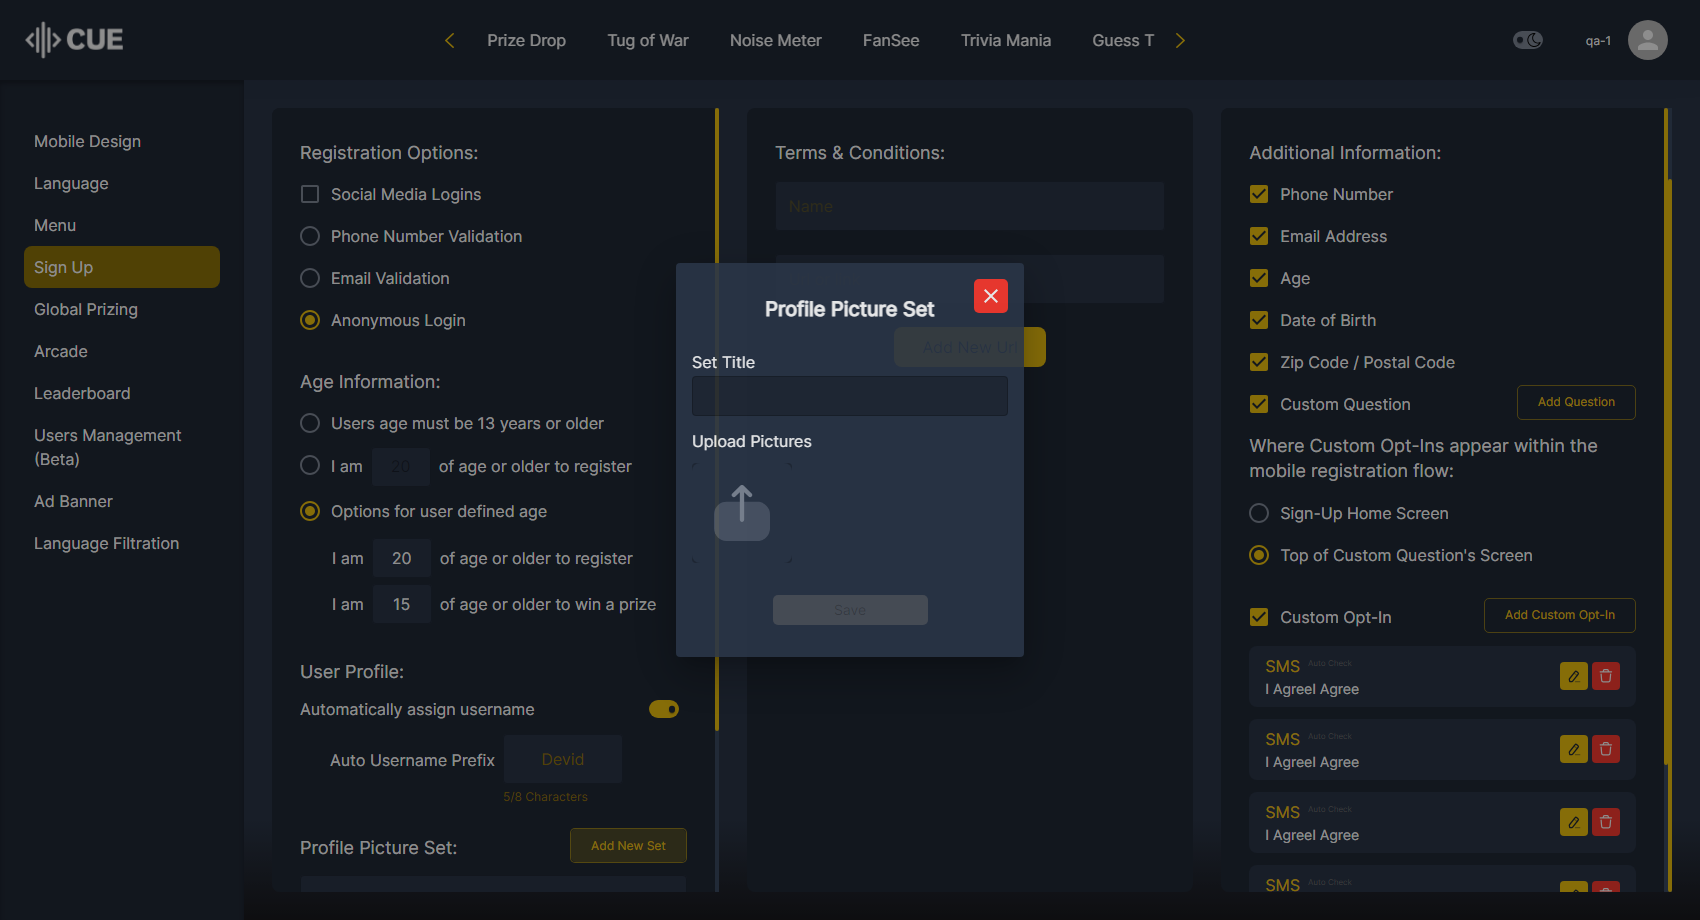 CUE
Prize Drop
Tug of War
Noise Meter
FanSee
Trivia Mania
Guess T
qa-1
Mobile Design
Language
Menu
Sign Up
Global Prizing
Arcade
Leaderboard
Users Management
(Beta)
Ad Banner
Language Filtration
Registration Options:
Social Media Logins
Phone Number Validation
Email Validation
Anonymous Login
Age Information:
Users age must be 13 years or older
I am 20 of age or older to register
Options for user defined age
I am 20 of age or older to register
I am 15 of age or older to win a prize
User Profile:
Automatically assign username
Auto Username Prefix Devid
5/8 Characters
Profile Picture Set: Add New Set
Terms & Conditions:
Name
Add New Url
Profile Picture Set
Set Title
Upload Pictures
Save
Additional Information:
Phone Number
Email Address
Age
Date of Birth
Zip Code / Postal Code
Custom Question Add Question
Where Custom Opt-Ins appear within the
mobile registration flow:
Sign-Up Home Screen
Top of Custom Question's Screen
Custom Opt-In Add Custom Opt-In
SMS Auto Check
I AgreeI Agree
SMS Auto Check
I AgreeI Agree
SMS Auto Check
I AgreeI Agree
SMS Auto Check